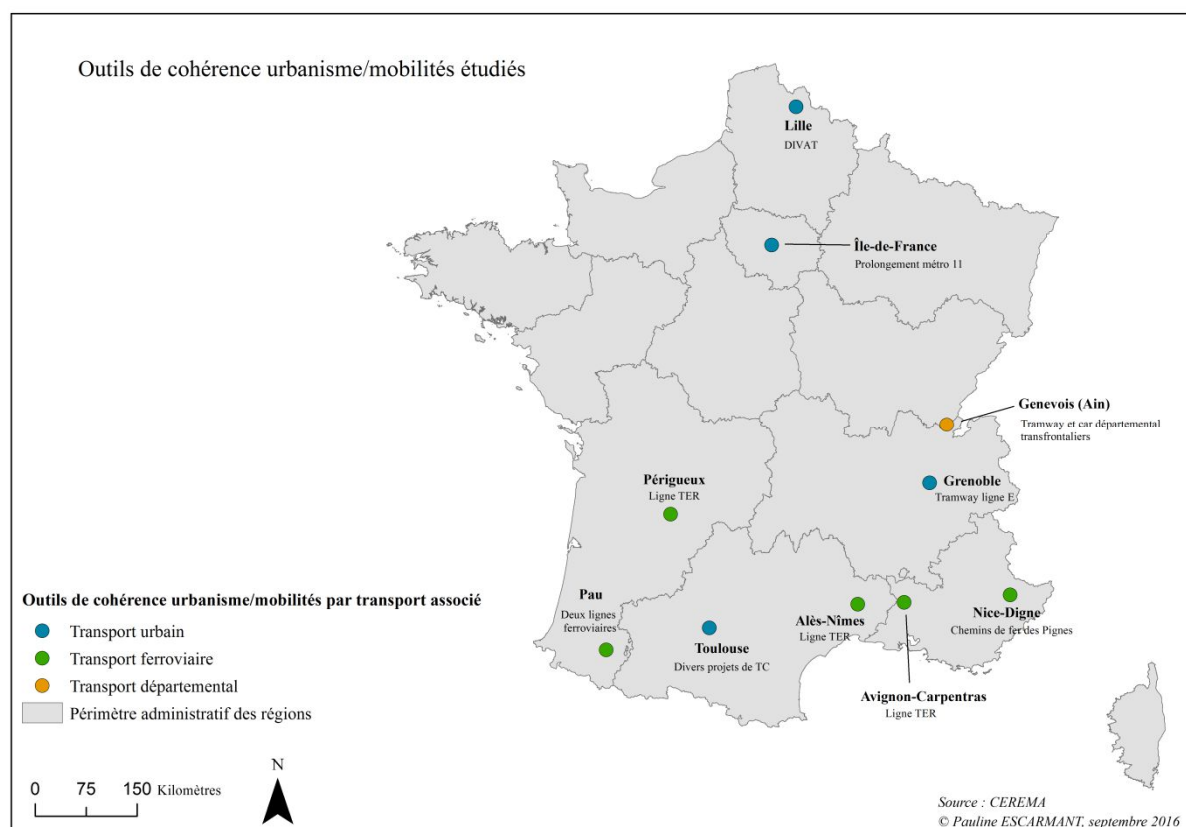 Outils de cohérence urbanisme/mobilités étudiés
Lille
DIVAT
Île-de-France
Prolongement métro 11
Genevois (Ain)
Tramway et car départemental
transfrontaliers
Grenoble
Tramway ligne E
Périgueux
Ligne TER
Pau
Deux lignes
ferroviaires
Toulouse
Divers projets de TC
Alès-Nîmes
Ligne TER
Avignon-Carpentras
Ligne TER
Nice-Digne
Chemins de fer des Pignes
Outils de cohérence urbanisme/mobilités par transport associé
Transport urbain
Transport ferroviaire
Transport départemental
Périmètre administratif des régions
0 75 150 Kilomètres
N
Source : CEREMA
© Pauline ESCARMANT, septembre 2016